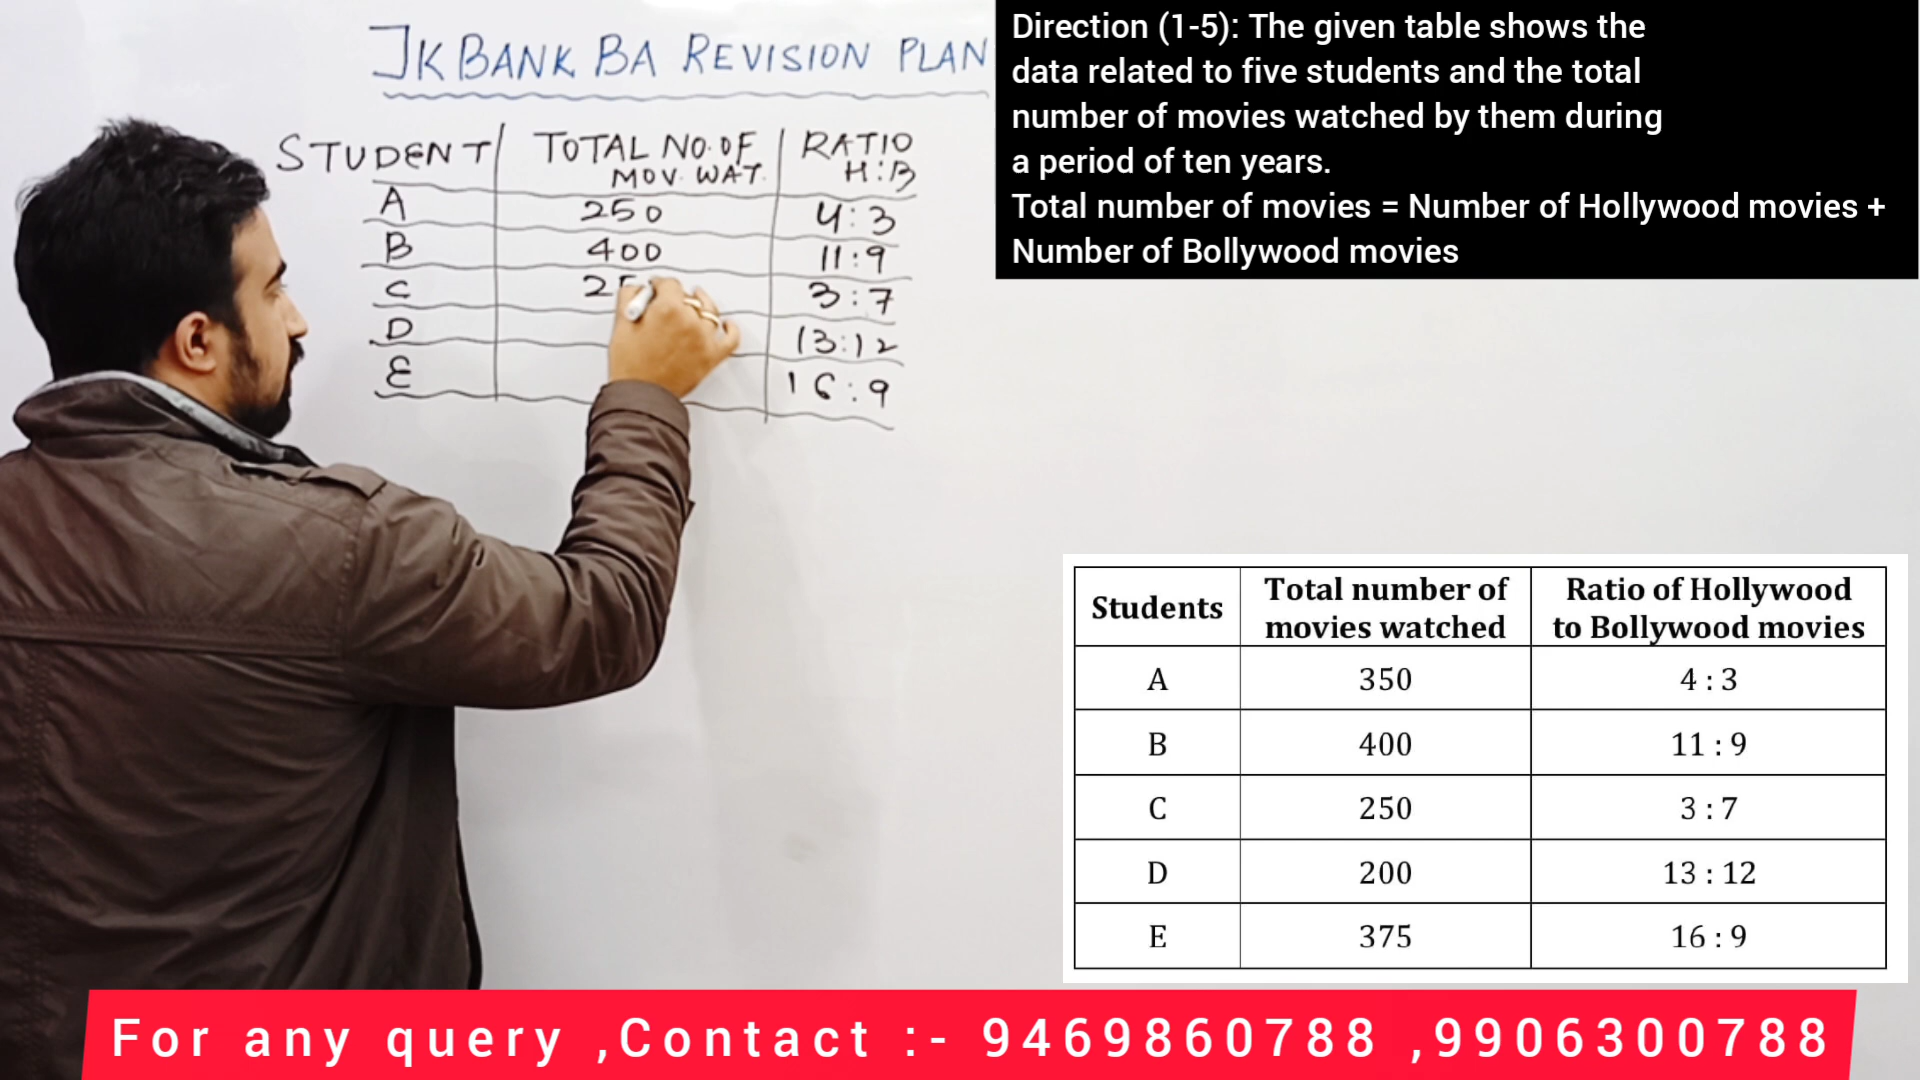 JK BANK BA REVISION PLAN
STUDENT TOTAL NO. OF MOV. WAT. RATIO H:B
A 250 4:3
B 400 11:9
C 3:7
D 13:12
E 16:9
Direction (1-5): The given table shows the
data related to five students and the total
number of movies watched by them during
a period of ten years.
Total number of movies = Number of Hollywood movies +
Number of Bollywood movies
Students Total number of movies watched Ratio of Hollywood to Bollywood movies
A 350 4 : 3
B 400 11 : 9
C 250 3 : 7
D 200 13 : 12
E 375 16 : 9
For any query ,Contact :- 9469860788 ,9906300788